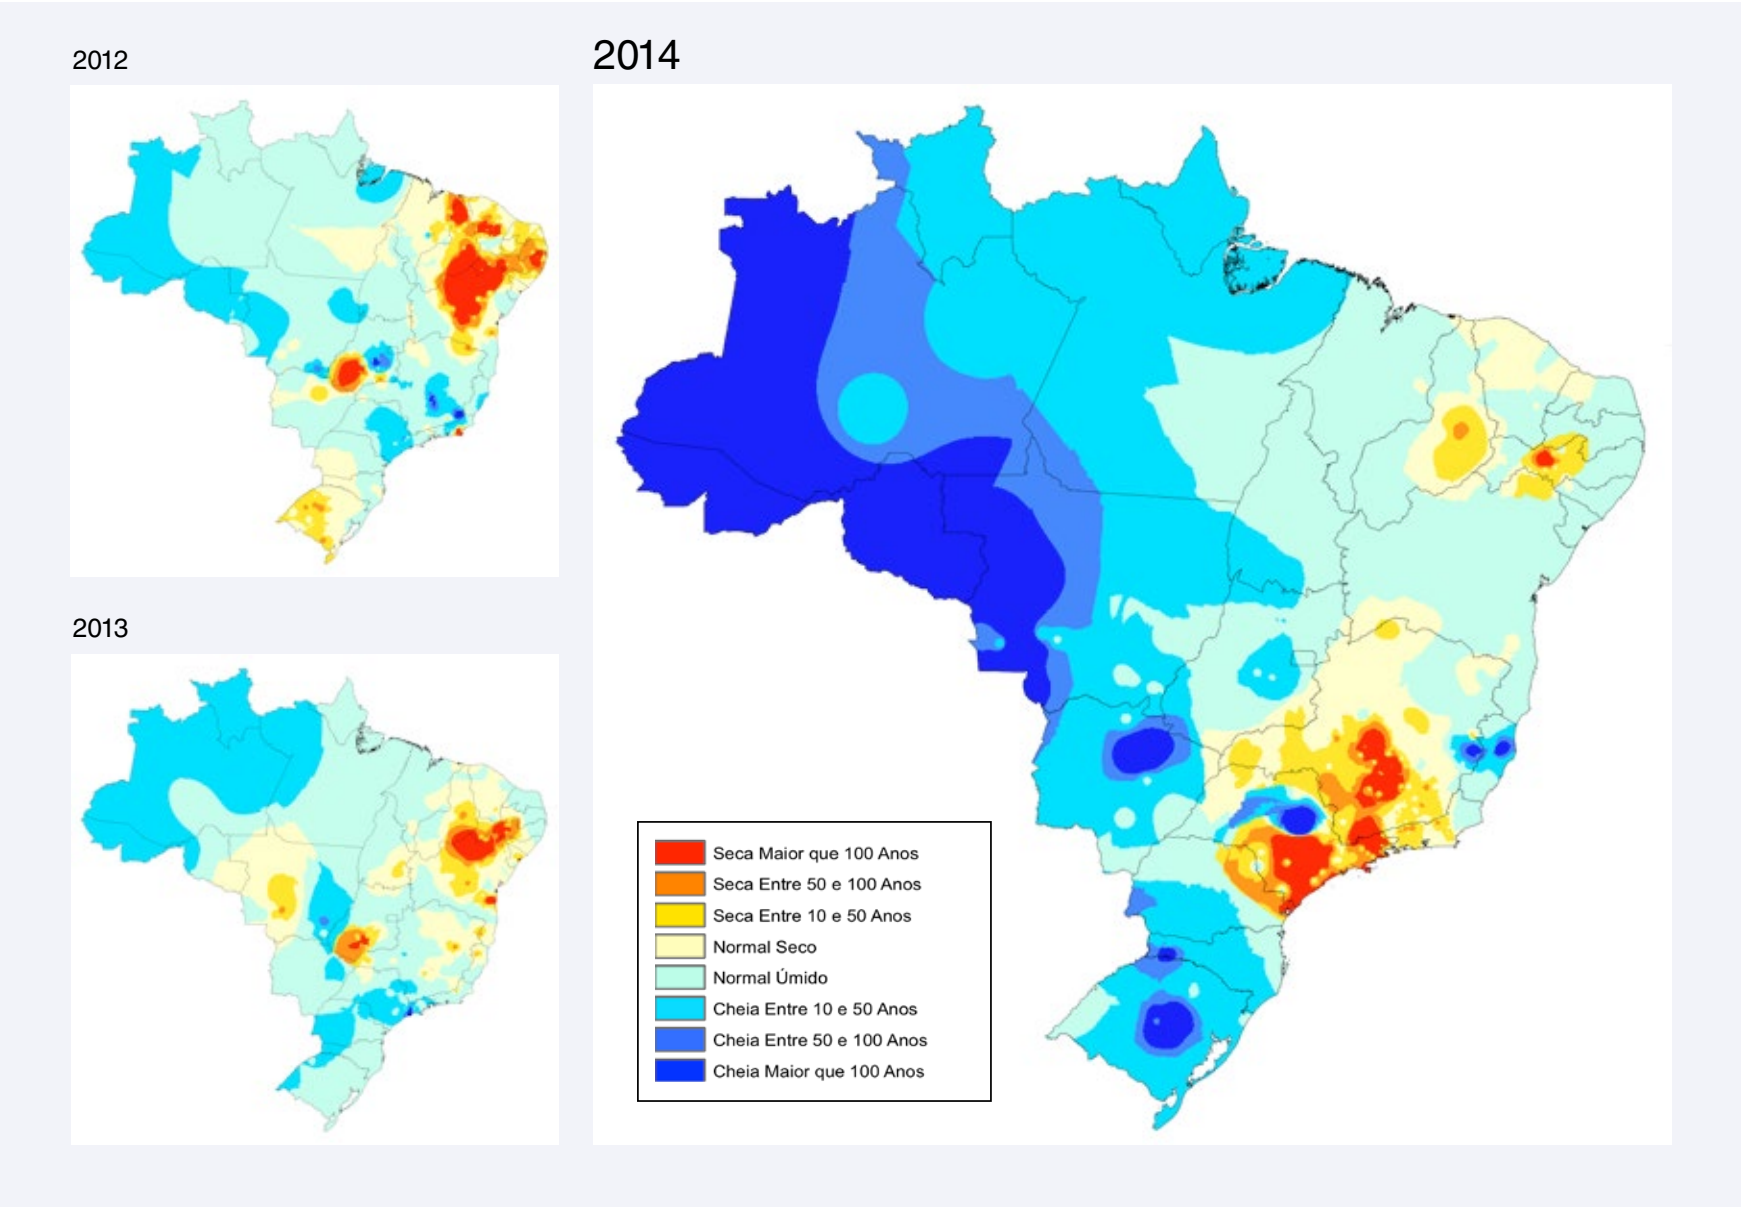 2012
2014
2013
Seca Maior que 100 Anos
Seca Entre 50 e 100 Anos
Seca Entre 10 e 50 Anos
Normal Seco
Normal Úmido
Cheia Entre 10 e 50 Anos
Cheia Entre 50 e 100 Anos
Cheia Maior que 100 Anos